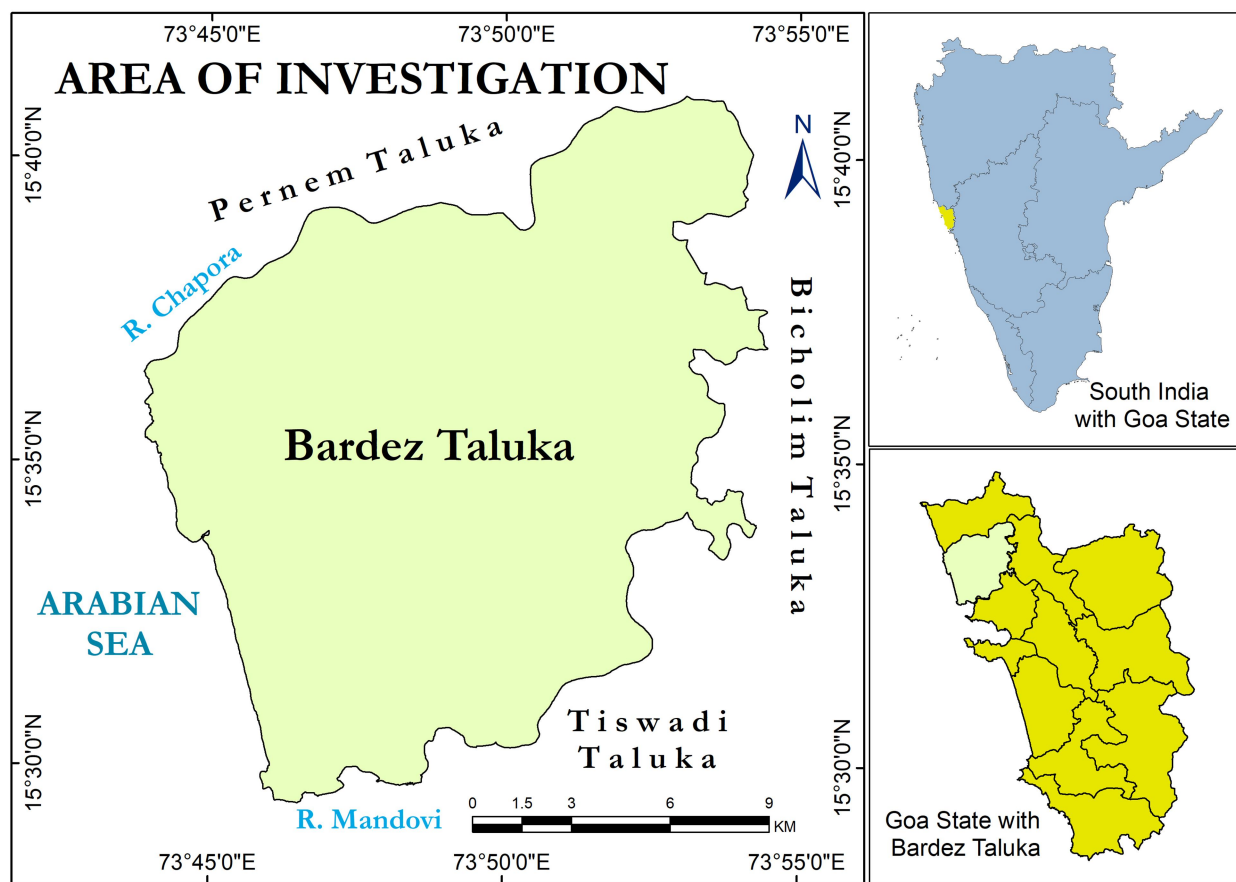 73°45'0"E 73°50'0"E 73°55'0"E
AREA OF INVESTIGATION
N
15°40'0"N
15°40'0"N
Pernem Taluka
R. Chapora
Bicholim Taluka
Bardez Taluka
15°35'0"N
15°35'0"N
ARABIAN
SEA
Tiswadi
Taluka
15°30'0"N
15°30'0"N
R. Mandovi
0 1.5 3 6 9
KM
73°45'0"E 73°50'0"E 73°55'0"E
South India
with Goa State
Goa State with
Bardez Taluka